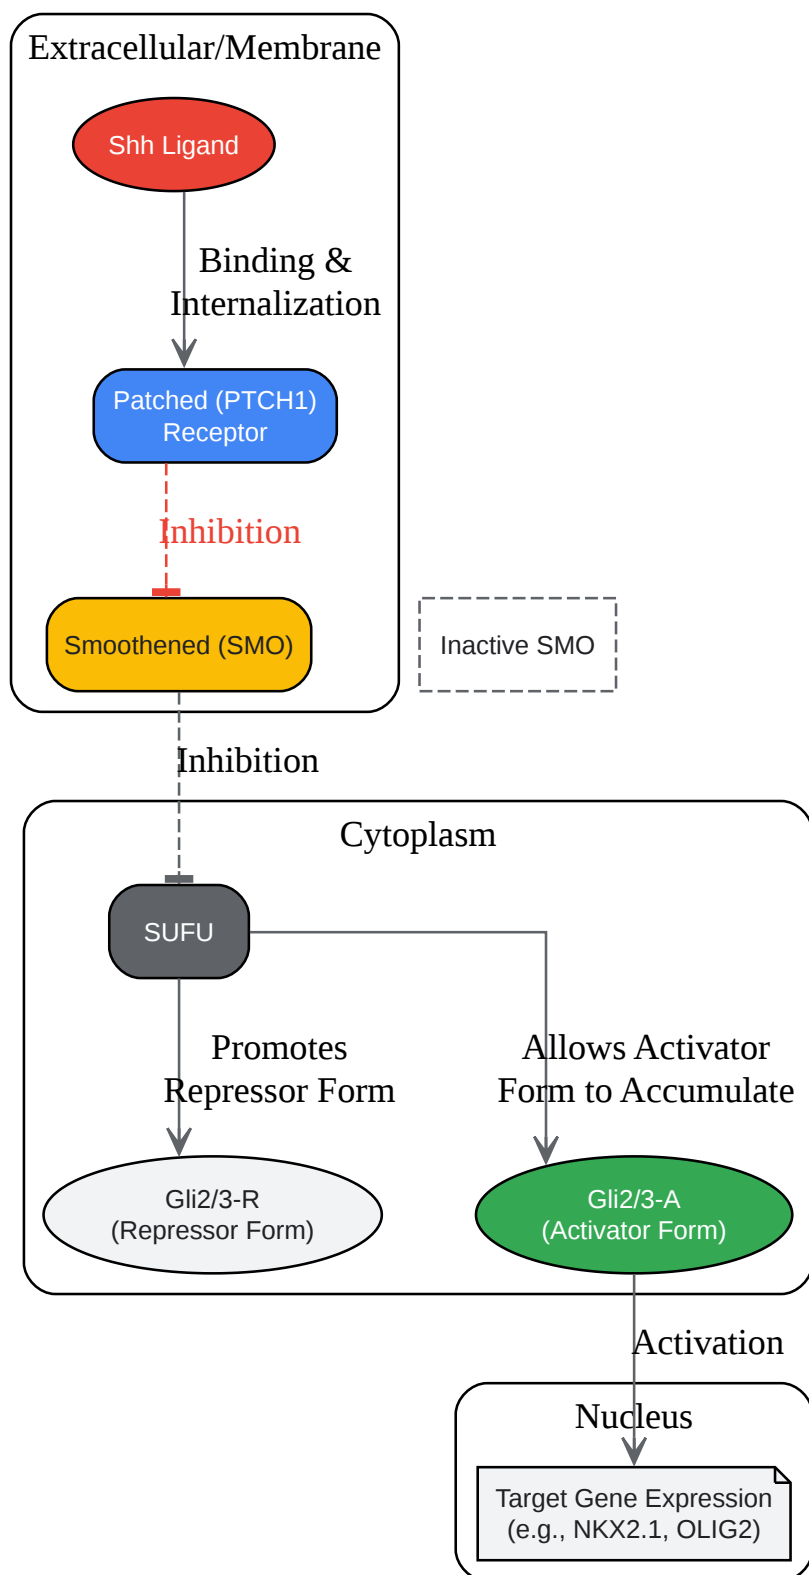 Extracellular/Membrane
Shh Ligand
Binding &
Internalization
Patched (PTCH1)
Receptor
Inhibition
Smoothened (SMO)
Inactive SMO
Inhibition
Cytoplasm
SUFU
Promotes
Repressor Form
Allows Activator
Form to Accumulate
Gli2/3-R
(Repressor Form)
Gli2/3-A
(Activator Form)
Activation
Nucleus
Target Gene Expression
(e.g., NKX2.1, OLIG2)